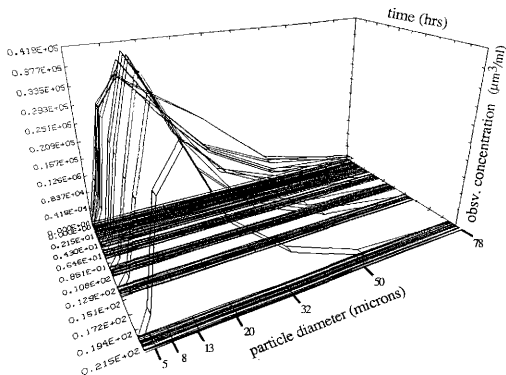 time (hrs)
obsv. concentration (µm³/ml)
0.419E+05
0.377E+05
0.335E+05
0.293E+05
0.251E+05
0.209E+05
0.167E+05
0.126E+05
0.837E+04
0.419E+04
0.000E+00
0.000E+00
0.215E+01
0.430E+01
0.646E+01
0.861E+01
0.108E+02
0.129E+02
0.151E+02
0.172E+02
0.194E+02
0.215E+02
5
8
13
20
32
50
78
particle diameter (microns)